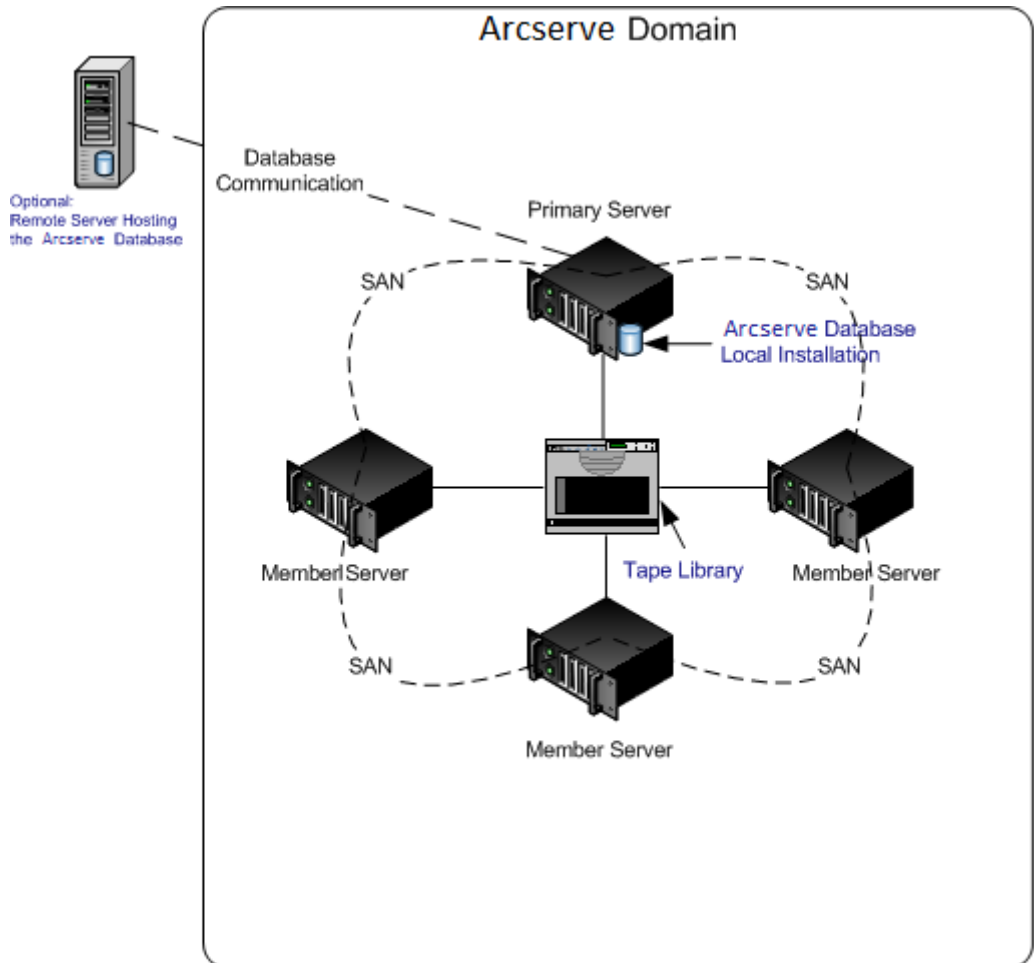 Arcserve Domain
Optional:
Remote Server Hosting
the Arcserve Database
Database
Communication
Primary Server
SAN
SAN
Arcserve Database
Local Installation
Member Server
Tape Library
Member Server
SAN
SAN
Member Server